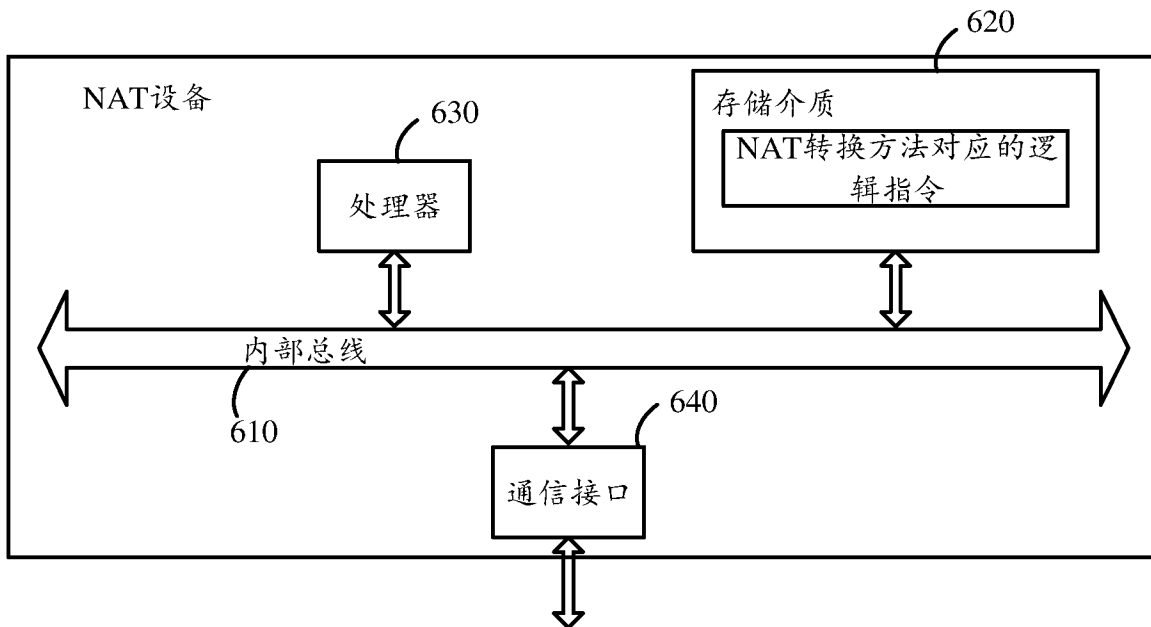 620
NAT设备
630
存储介质
NAT转换方法对应的逻
辑指令
处理器
内部总线
610
640
通信接口